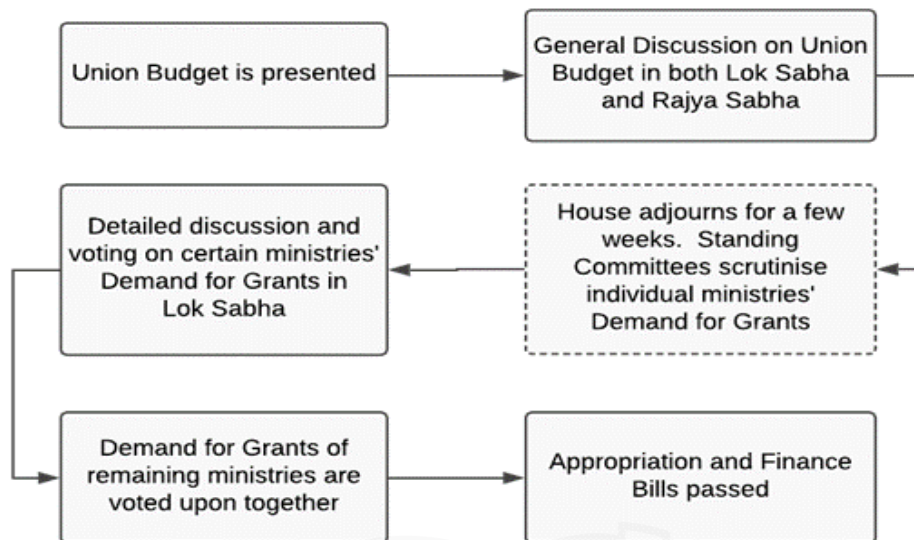 Union Budget is presented
General Discussion on Union
Budget in both Lok Sabha
and Rajya Sabha
House adjourns for a few
weeks. Standing
Committees scrutinise
individual ministries'
Demand for Grants
Detailed discussion and
voting on certain ministries'
Demand for Grants in
Lok Sabha
Demand for Grants of
remaining ministries are
voted upon together
Appropriation and Finance
Bills passed